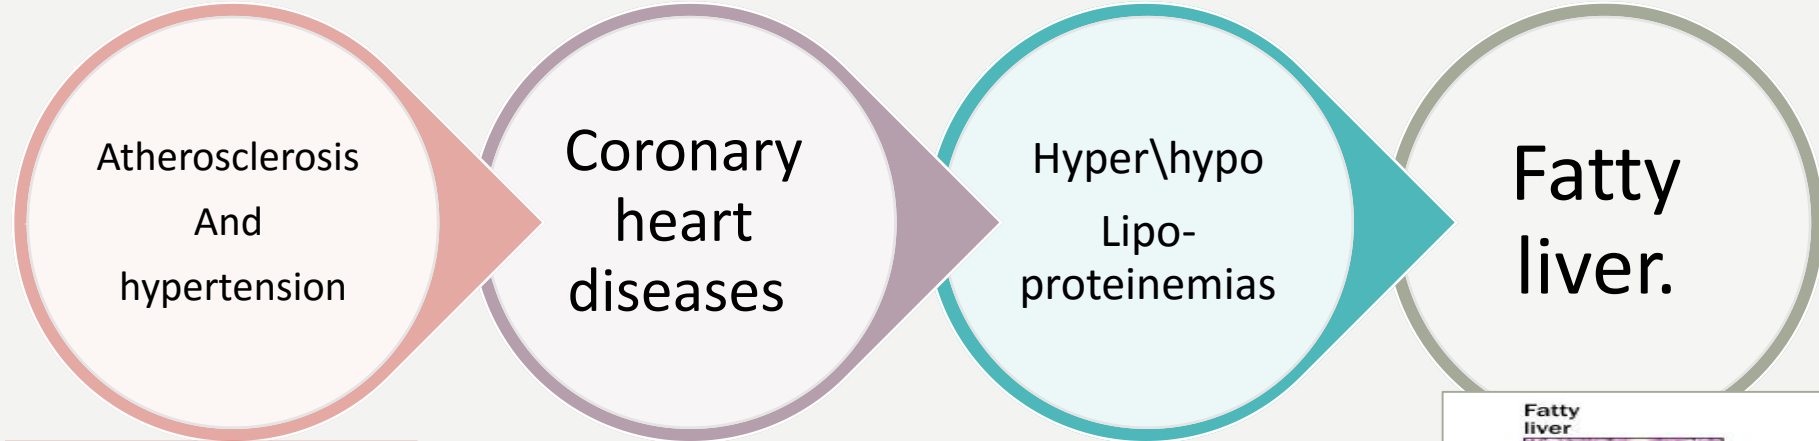 Atherosclerosis
And
hypertension
Coronary
heart
diseases
Hyper\hypo
Lipo-
proteinemias
Fatty
liver.
Fatty
liver